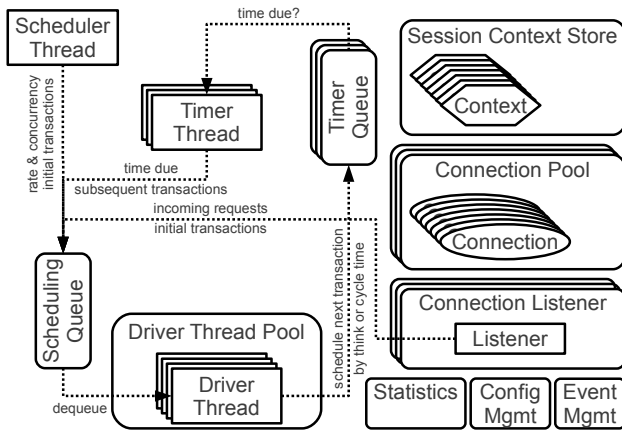 Scheduler
Thread
rate & concurrency
initial transactions
time due?
Timer
Thread
Timer
Queue
time due
subsequent transactions
incoming requests
initial transactions
Scheduling
Queue
dequeue
Driver Thread Pool
Driver
Thread
schedule next transaction
by think or cycle time
Session Context Store
Context
Connection Pool
Connection
Connection Listener
Listener
Statistics
Config
Mgmt
Event
Mgmt